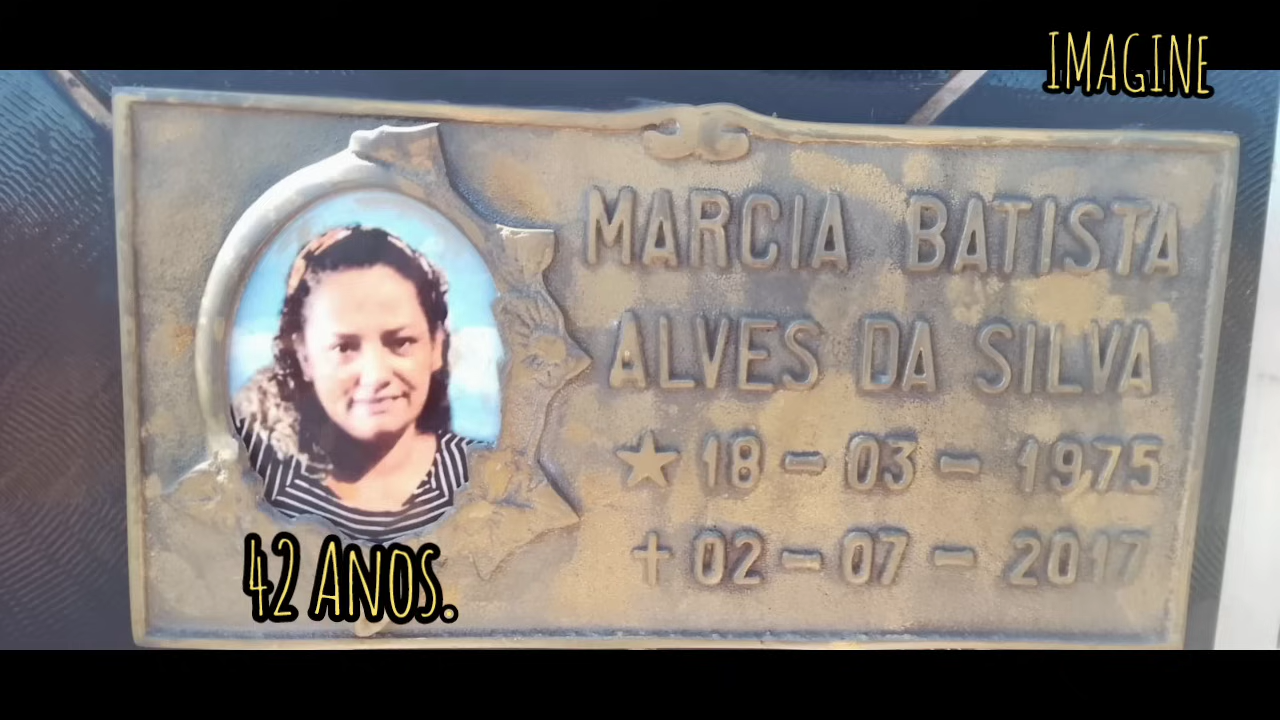 IMAGINE
MARCIA BATISTA
ALVES DA SILVA
★ 18-03-1975
✝ 02-07-2017
42 ANOS.